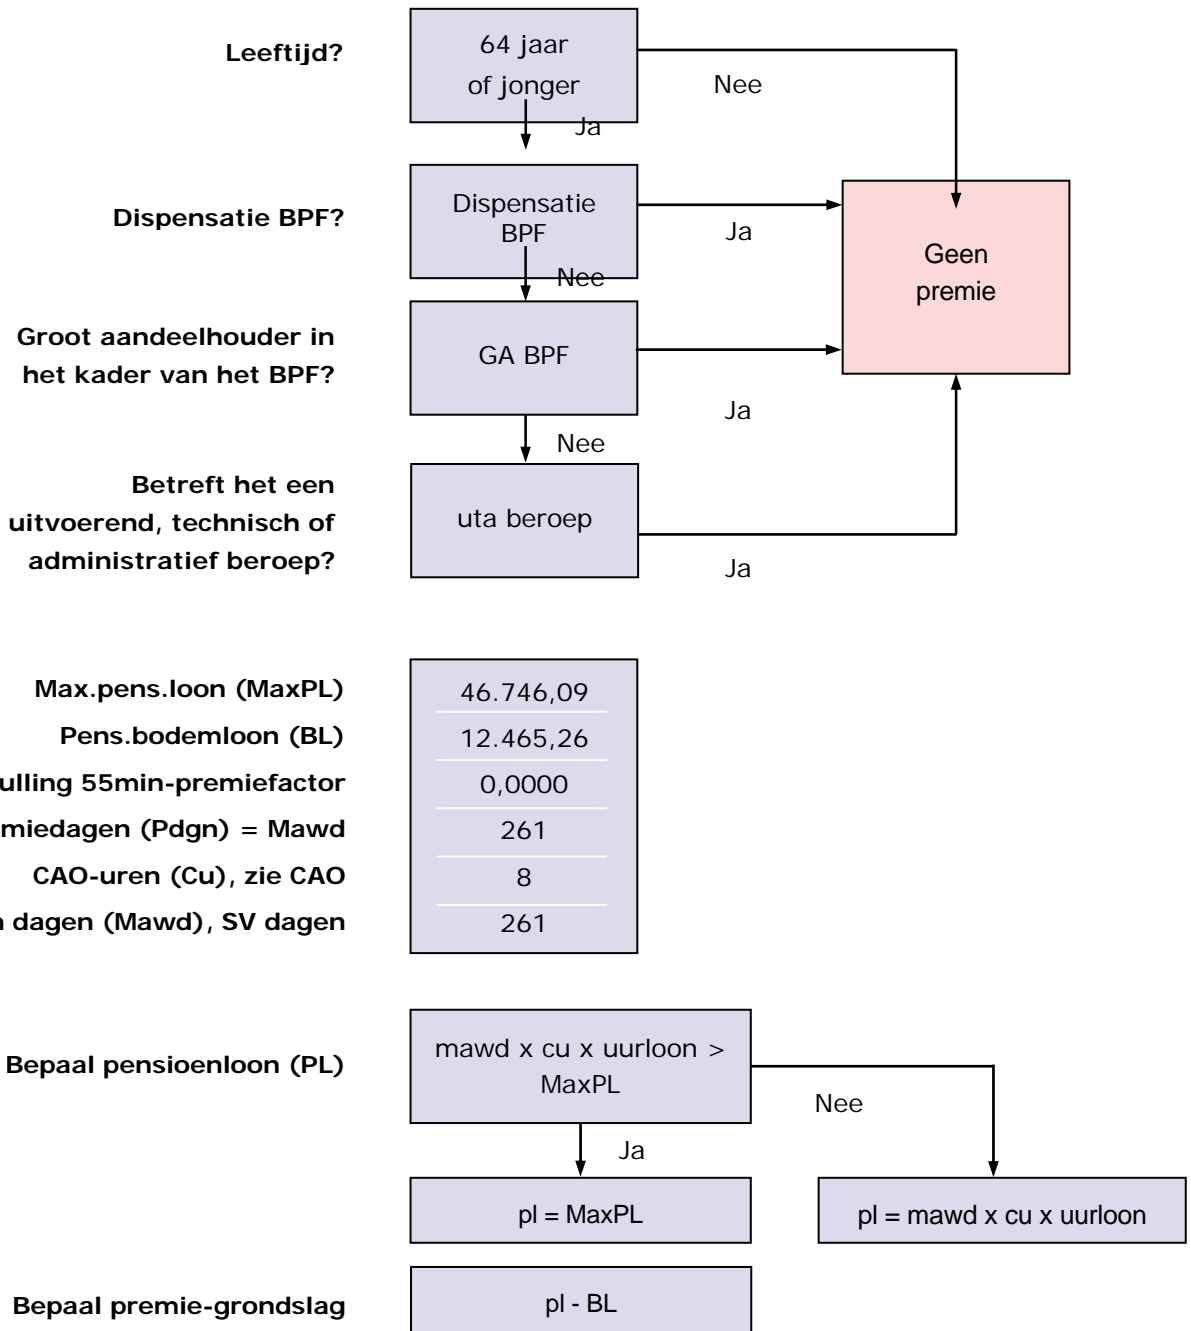 Leeftijd?
64 jaar
of jonger
Nee
Ja
Dispensatie BPF?
Dispensatie
BPF
Ja
Nee
Geen
premie
Groot aandeelhouder in
het kader van het BPF?
GA BPF
Ja
Nee
Betreft het een
uitvoerend, technisch of
administratief beroep?
uta beroep
Ja
Max.pens.loon (MaxPL) 46.746,09
Pens.bodemloon (BL) 12.465,26
55min-premiefactor 0,0000
(Pdgn) = Mawd 261
CAO-uren (Cu), zie CAO 8
dagen (Mawd), SV dagen 261
Bepaal pensioenloon (PL)
mawd x cu x uurloon >
MaxPL
Nee
Ja
pl = MaxPL
pl = mawd x cu x uurloon
Bepaal premie-grondslag
pl - BL